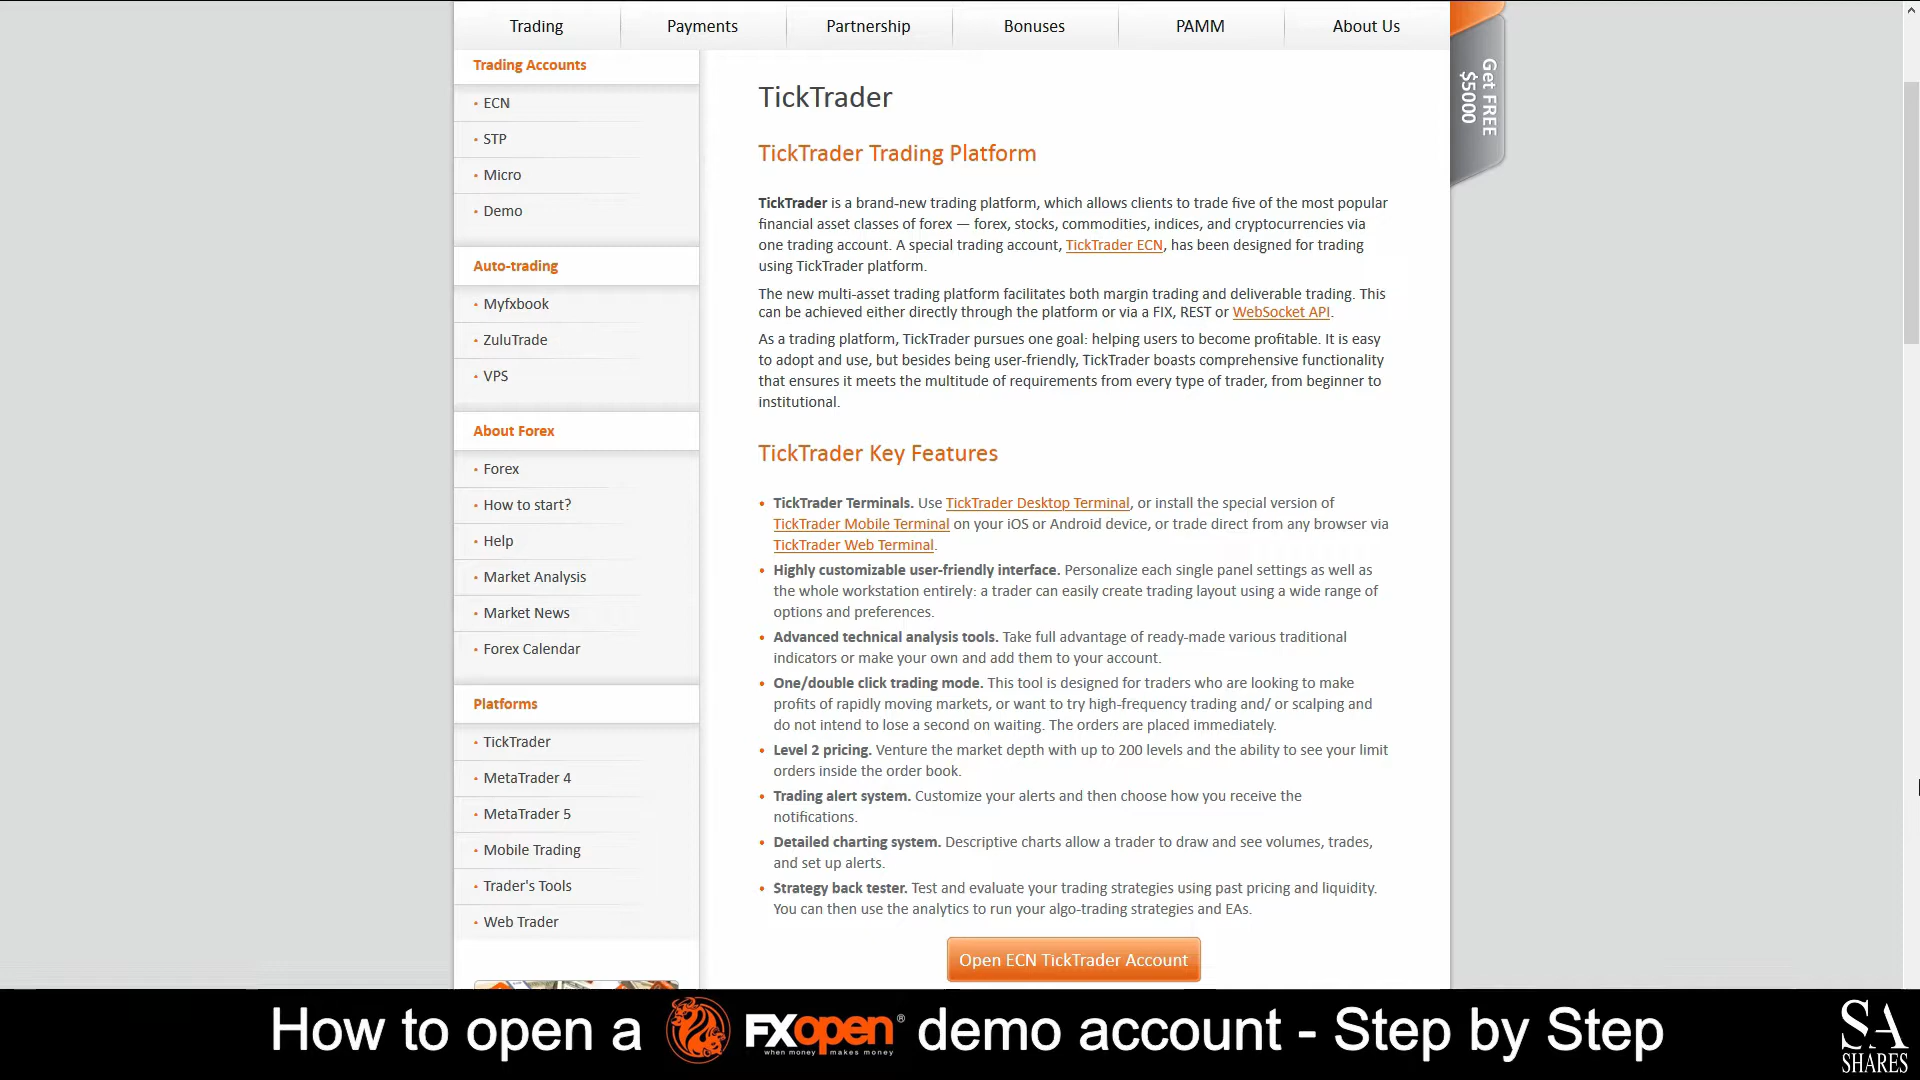 Trading
Payments
Partnership
Bonuses
PAMM
About Us
Get FREE
$5000
Trading Accounts
• ECN
• STP
• Micro
• Demo
Auto-trading
• Myfxbook
• ZuluTrade
• VPS
About Forex
• Forex
• How to start?
• Help
• Market Analysis
• Market News
• Forex Calendar
Platforms
• TickTrader
• MetaTrader 4
• MetaTrader 5
• Mobile Trading
• Trader's Tools
• Web Trader
TickTrader
TickTrader Trading Platform
TickTrader is a brand-new trading platform, which allows clients to trade five of the most popular
financial asset classes of forex — forex, stocks, commodities, indices, and cryptocurrencies via
one trading account. A special trading account, TickTrader ECN, has been designed for trading
using TickTrader platform.
The new multi-asset trading platform facilitates both margin trading and deliverable trading. This
can be achieved either directly through the platform or via a FIX, REST or WebSocket API.
As a trading platform, TickTrader pursues one goal: helping users to become profitable. It is easy
to adopt and use, but besides being user-friendly, TickTrader boasts comprehensive functionality
that ensures it meets the multitude of requirements from every type of trader, from beginner to
institutional.
TickTrader Key Features
• TickTrader Terminals. Use TickTrader Desktop Terminal, or install the special version of
TickTrader Mobile Terminal on your iOS or Android device, or trade direct from any browser via
TickTrader Web Terminal.
• Highly customizable user-friendly interface. Personalize each single panel settings as well as
the whole workstation entirely: a trader can easily create trading layout using a wide range of
options and preferences.
• Advanced technical analysis tools. Take full advantage of ready-made various traditional
indicators or make your own and add them to your account.
• One/double click trading mode. This tool is designed for traders who are looking to make
profits of rapidly moving markets, or want to try high-frequency trading and/ or scalping and
do not intend to lose a second on waiting. The orders are placed immediately.
• Level 2 pricing. Venture the market depth with up to 200 levels and the ability to see your limit
orders inside the order book.
• Trading alert system. Customize your alerts and then choose how you receive the
notifications.
• Detailed charting system. Descriptive charts allow a trader to draw and see volumes, trades,
and set up alerts.
• Strategy back tester. Test and evaluate your trading strategies using past pricing and liquidity.
You can then use the analytics to run your algo-trading strategies and EAs.
Open ECN TickTrader Account
How to open a FXopen® demo account - Step by Step
when money makes money
SA
SHARES